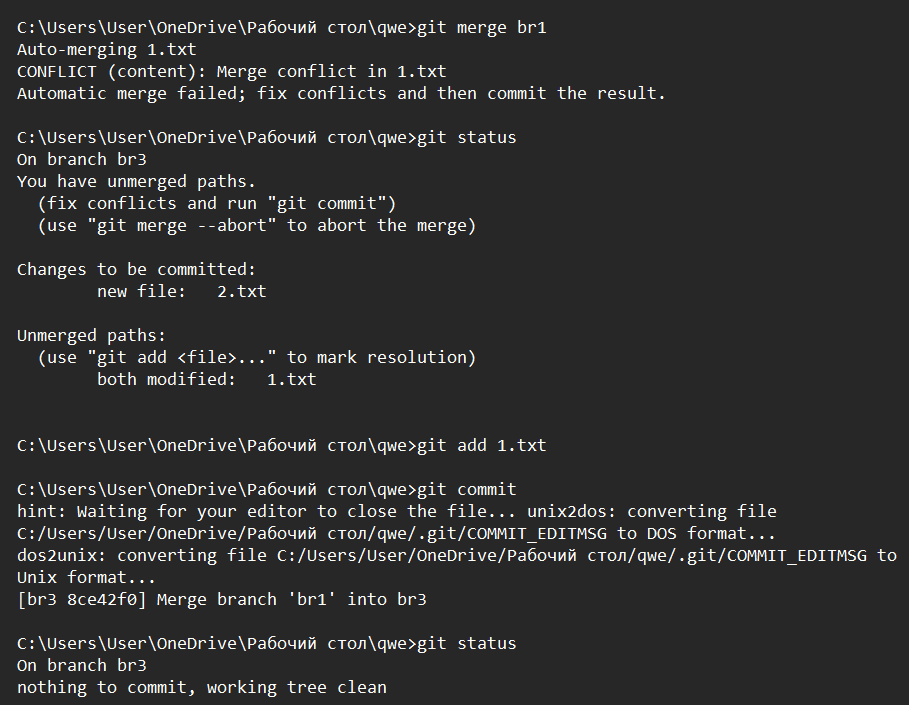 C:\Users\User\OneDrive\Рабочий стол\qwe>git merge br1
Auto-merging 1.txt
CONFLICT (content): Merge conflict in 1.txt
Automatic merge failed; fix conflicts and then commit the result.
C:\Users\User\OneDrive\Рабочий стол\qwe>git status
On branch br3
You have unmerged paths.
  (fix conflicts and run "git commit")
  (use "git merge --abort" to abort the merge)
Changes to be committed:
        new file:   2.txt
Unmerged paths:
  (use "git add <file>..." to mark resolution)
        both modified:   1.txt
C:\Users\User\OneDrive\Рабочий стол\qwe>git add 1.txt
C:\Users\User\OneDrive\Рабочий стол\qwe>git commit
hint: Waiting for your editor to close the file... unix2dos: converting file
C:/Users/User/OneDrive/Рабочий стол/qwe/.git/COMMIT_EDITMSG to DOS format...
dos2unix: converting file C:/Users/User/OneDrive/Рабочий стол/qwe/.git/COMMIT_EDITMSG to
Unix format...
[br3 8ce42f0] Merge branch 'br1' into br3
C:\Users\User\OneDrive\Рабочий стол\qwe>git status
On branch br3
nothing to commit, working tree clean